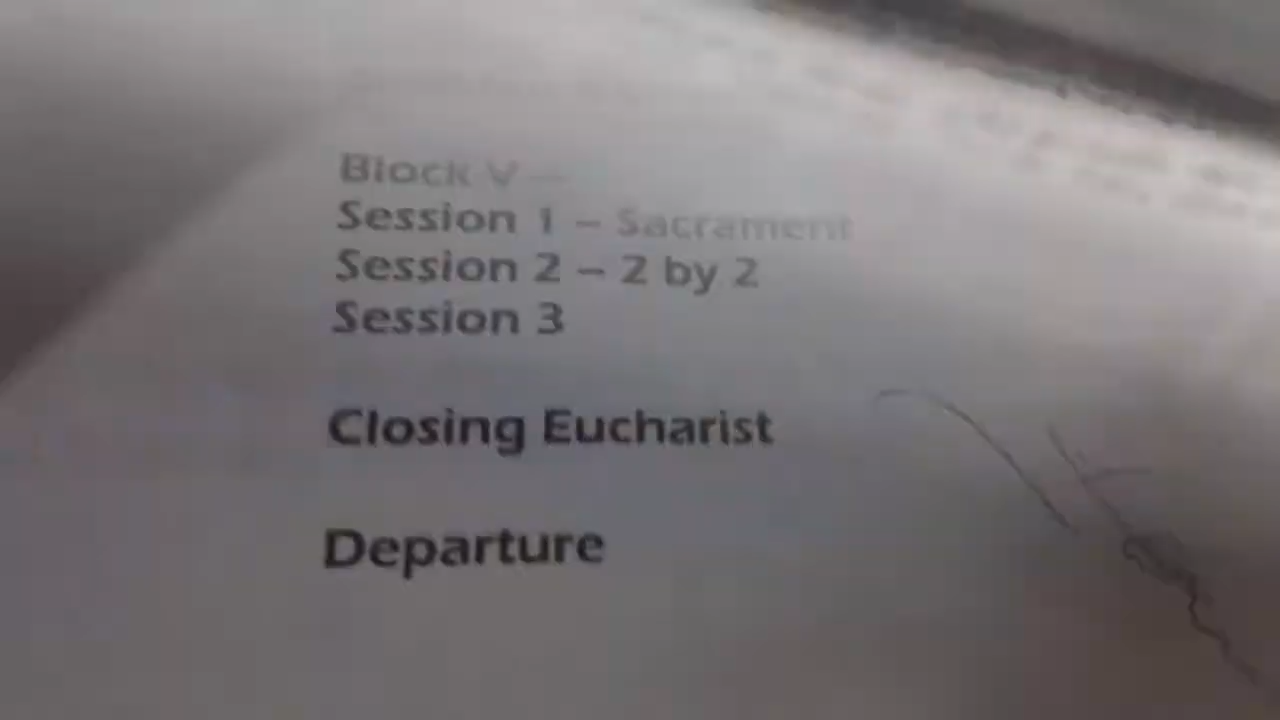 Block V –
Session 1 – Sacrament
Session 2 – 2 by 2
Session 3
Closing Eucharist
Departure